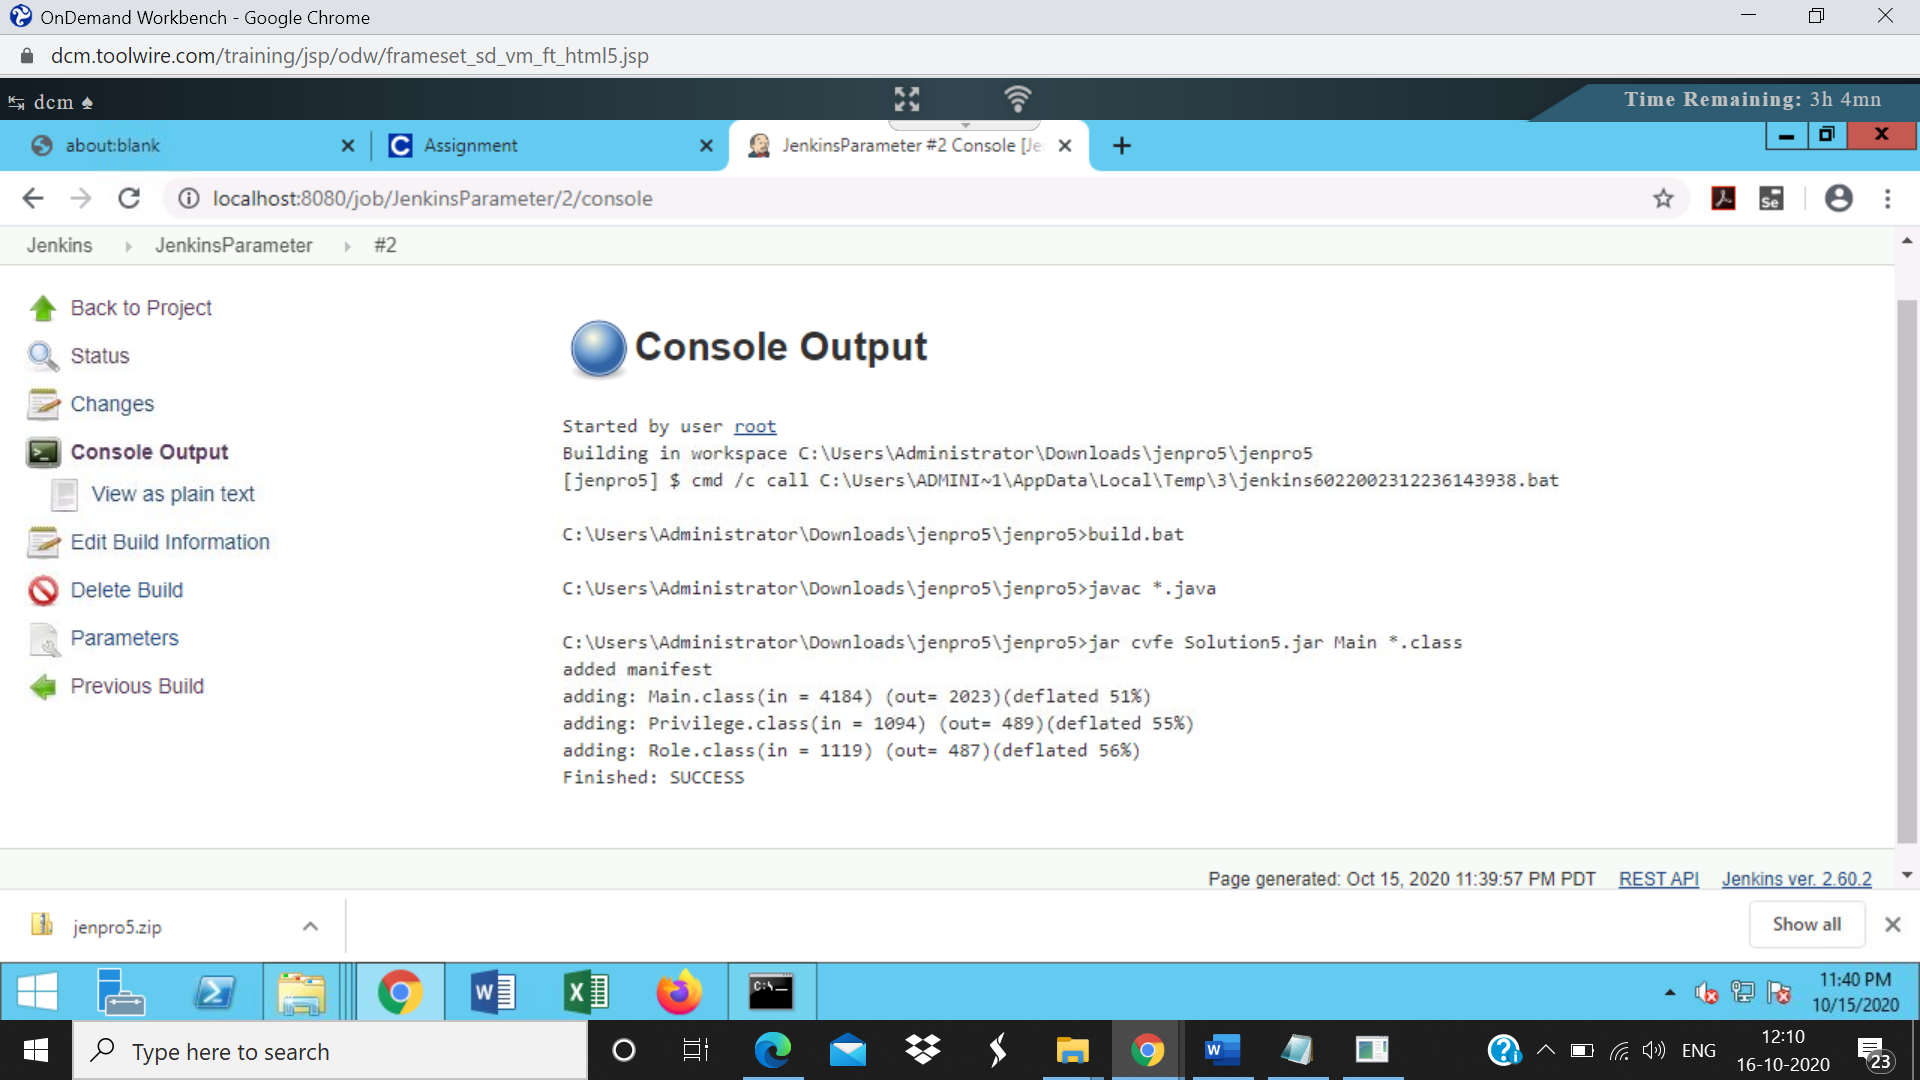 OnDemand Workbench - Google Chrome
dcm.toolwire.com/training/jsp/odw/frameset_sd_vm_ft_html5.jsp
dcm
Time Remaining: 3h 4mn
about:blank
Assignment
JenkinsParameter #2 Console [Je
localhost:8080/job/JenkinsParameter/2/console
Jenkins
JenkinsParameter
#2
Back to Project
Status
Changes
Console Output
View as plain text
Edit Build Information
Delete Build
Parameters
Previous Build
Console Output
Started by user root
Building in workspace C:\Users\Administrator\Downloads\jenpro5\jenpro5
[jenpro5] $ cmd /c call C:\Users\ADMINI~1\AppData\Local\Temp\3\jenkins6022002312236143938.bat
C:\Users\Administrator\Downloads\jenpro5\jenpro5>build.bat
C:\Users\Administrator\Downloads\jenpro5\jenpro5>javac *.java
C:\Users\Administrator\Downloads\jenpro5\jenpro5>jar cvfe Solution5.jar Main *.class
added manifest
adding: Main.class(in = 4184) (out= 2023)(deflated 51%)
adding: Privilege.class(in = 1094) (out= 489)(deflated 55%)
adding: Role.class(in = 1119) (out= 487)(deflated 56%)
Finished: SUCCESS
Page generated: Oct 15, 2020 11:39:57 PM PDT
REST API
Jenkins ver. 2.60.2
jenpro5.zip
Show all
11:40 PM
10/15/2020
Type here to search
ENG
12:10
16-10-2020
23